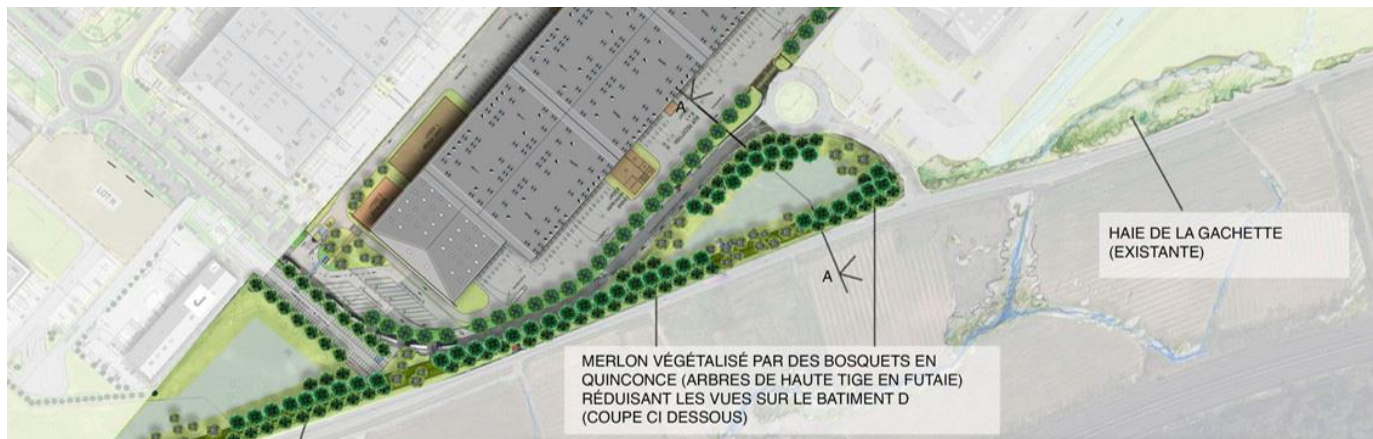 A
LOT H
HAIE DE LA GACHETTE
(EXISTANTE)
A
MERLON VÉGÉTALISÉ PAR DES BOSQUETS EN
QUINCONCE (ARBRES DE HAUTE TIGE EN FUTAIE)
RÉDUISANT LES VUES SUR LE BATIMENT D
(COUPE CI DESSOUS)